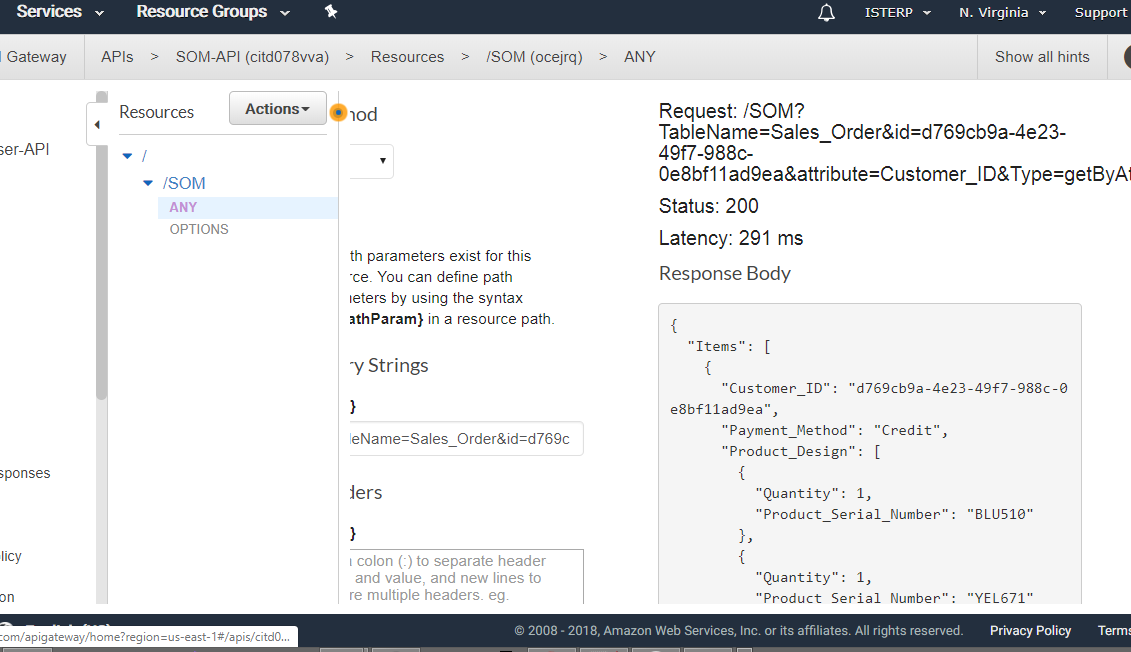 Services Resource Groups ISTERP N. Virginia Support
Gateway APIs > SOM-API (citd078vva) > Resources > /SOM (ocejrq) > ANY Show all hints
Resources Actions
ser-API
/
/SOM
ANY
OPTIONS
sponses
licy
on
hod
th parameters exist for this
rce. You can define path
meters by using the syntax
athParam} in a resource path.
ry Strings
}
leName=Sales_Order&id=d769c
ders
}
a colon (:) to separate header
and value, and new lines to
re multiple headers. eg.
Request: /SOM?
TableName=Sales_Order&id=d769cb9a-4e23-
49f7-988c-
0e8bf11ad9ea&attribute=Customer_ID&Type=getByAt
Status: 200
Latency: 291 ms
Response Body
{
"Items": [
{
"Customer_ID": "d769cb9a-4e23-49f7-988c-0
e8bf11ad9ea",
"Payment_Method": "Credit",
"Product_Design": [
{
"Quantity": 1,
"Product_Serial_Number": "BLU510"
},
{
"Quantity": 1,
"Product_Serial_Number": "YEL671"
com/apigateway/home?region=us-east-1#/apis/citd0...
© 2008 - 2018, Amazon Web Services, Inc. or its affiliates. All rights reserved. Privacy Policy Terms